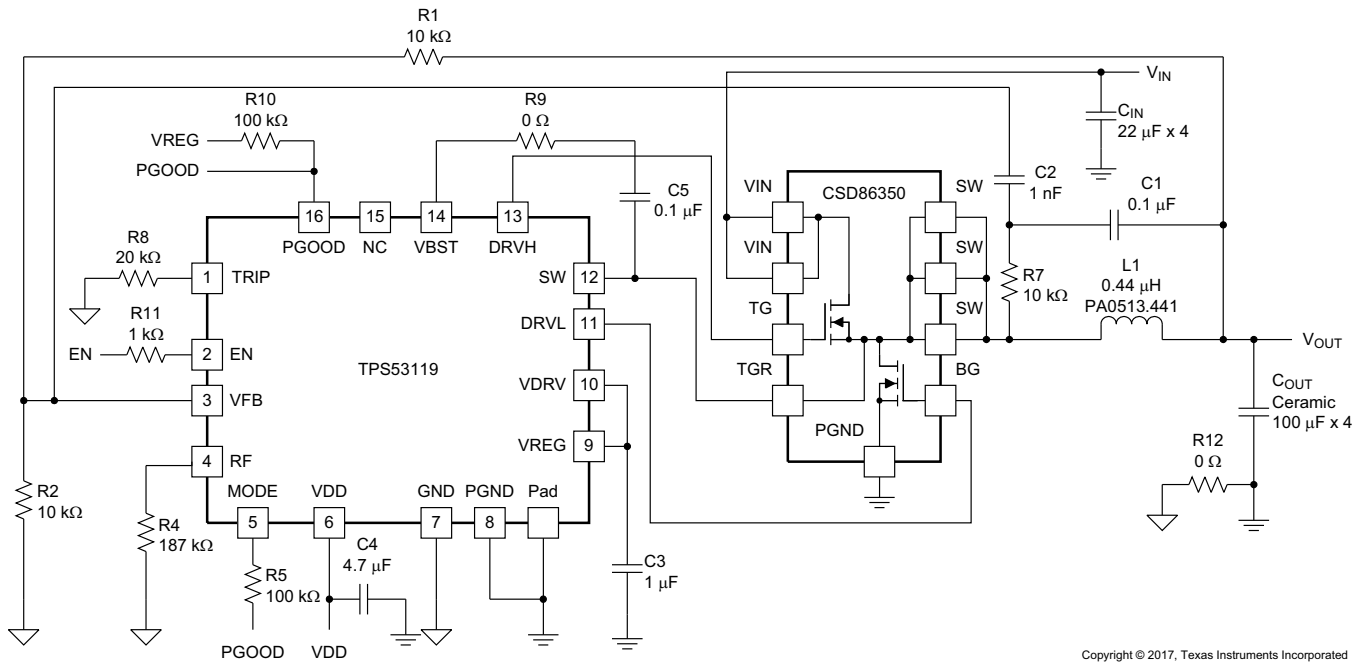 R1
10 kΩ
VIN
R10
100 kΩ
R9
0 Ω
CIN
22 µF x 4
VREG
PGOOD
C5
0.1 µF
VIN
CSD86350
SW
C2
1 nF
C1
0.1 µF
16
15
14
13
PGOOD
NC
VBST
DRVH
R8
20 kΩ
1
TRIP
SW
12
VIN
SW
R7
10 kΩ
L1
0.44 µH
PA0513.441
R11
1 kΩ
DRVL
11
TG
SW
EN
2
EN
TPS53119
VOUT
TGR
BG
3
VFB
VDRV
10
COUT
Ceramic
100 µF x 4
4
RF
VREG
9
PGND
R12
0 Ω
R2
10 kΩ
MODE
VDD
GND
PGND
Pad
R4
187 kΩ
5
6
7
8
C4
4.7 µF
C3
1 µF
R5
100 kΩ
PGOOD
VDD
Copyright © 2017, Texas Instruments Incorporated